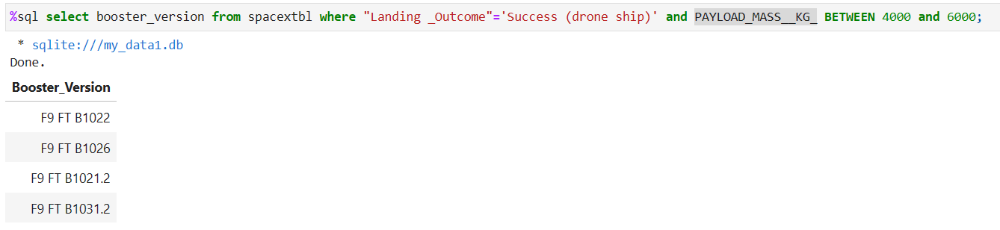 %sql select booster_version from spacextbl where "Landing _Outcome"='Success (drone ship)' and PAYLOAD_MASS__KG_ BETWEEN 4000 and 6000;
* sqlite:///my_data1.db
Done.
Booster_Version
F9 FT B1022
F9 FT B1026
F9 FT B1021.2
F9 FT B1031.2